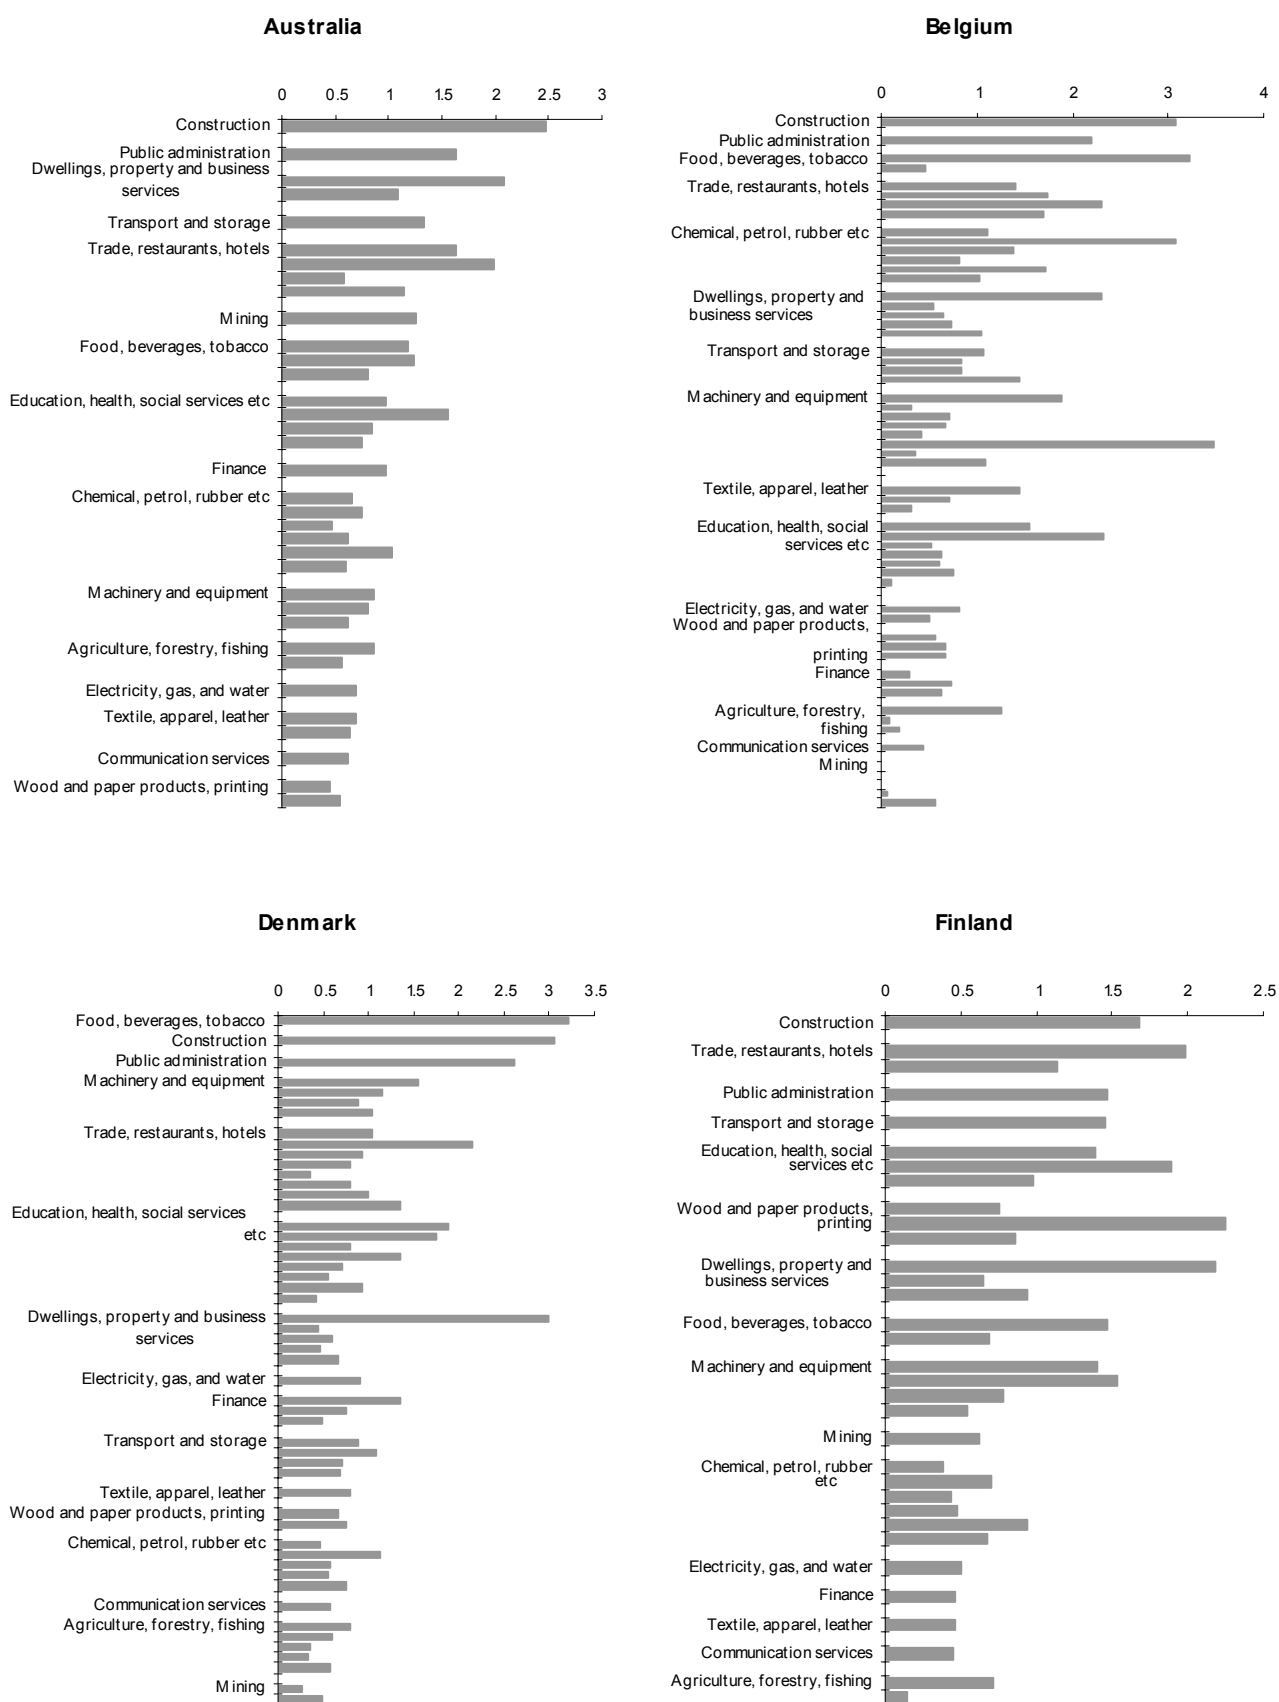 Australia
0 0.5 1 1.5 2 2.5 3
Construction
Public administration
Dwellings, property and business
services
Transport and storage
Trade, restaurants, hotels
Mining
Food, beverages, tobacco
Education, health, social services etc
Finance
Chemical, petrol, rubber etc
Machinery and equipment
Agriculture, forestry, fishing
Electricity, gas, and water
Textile, apparel, leather
Communication services
Wood and paper products, printing
Belgium
0 1 2 3 4
Construction
Public administration
Food, beverages, tobacco
Trade, restaurants, hotels
Chemical, petrol, rubber etc
Dwellings, property and
business services
Transport and storage
Machinery and equipment
Textile, apparel, leather
Education, health, social
services etc
Electricity, gas, and water
Wood and paper products,
printing
Finance
Agriculture, forestry,
fishing
Communication services
Mining
Denmark
0 0.5 1 1.5 2 2.5 3 3.5
Food, beverages, tobacco
Construction
Public administration
Machinery and equipment
Trade, restaurants, hotels
Education, health, social services
etc
Dwellings, property and business
services
Electricity, gas, and water
Finance
Transport and storage
Textile, apparel, leather
Wood and paper products, printing
Chemical, petrol, rubber etc
Communication services
Agriculture, forestry, fishing
Mining
Finland
0 0.5 1 1.5 2 2.5
Construction
Trade, restaurants, hotels
Public administration
Transport and storage
Education, health, social
services etc
Wood and paper products,
printing
Dwellings, property and
business services
Food, beverages, tobacco
Machinery and equipment
Mining
Chemical, petrol, rubber
etc
Electricity, gas, and water
Finance
Textile, apparel, leather
Communication services
Agriculture, forestry, fishing